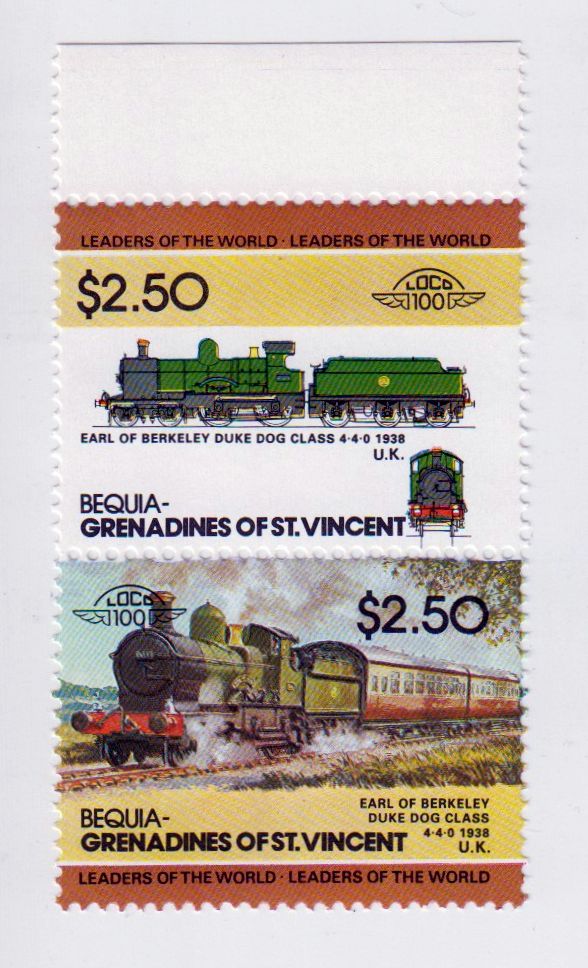 LEADERS OF THE WORLD · LEADERS OF THE WORLD
$2.50
LOCO
100
EARL OF BERKELEY DUKE DOG CLASS 4·4·0 1938
U.K.
BEQUIA-
GRENADINES OF ST. VINCENT
LOCO
100
$2.50
EARL OF BERKELEY
DUKE DOG CLASS
4·4·0 1938
U.K.
BEQUIA-
GRENADINES OF ST. VINCENT
LEADERS OF THE WORLD · LEADERS OF THE WORLD